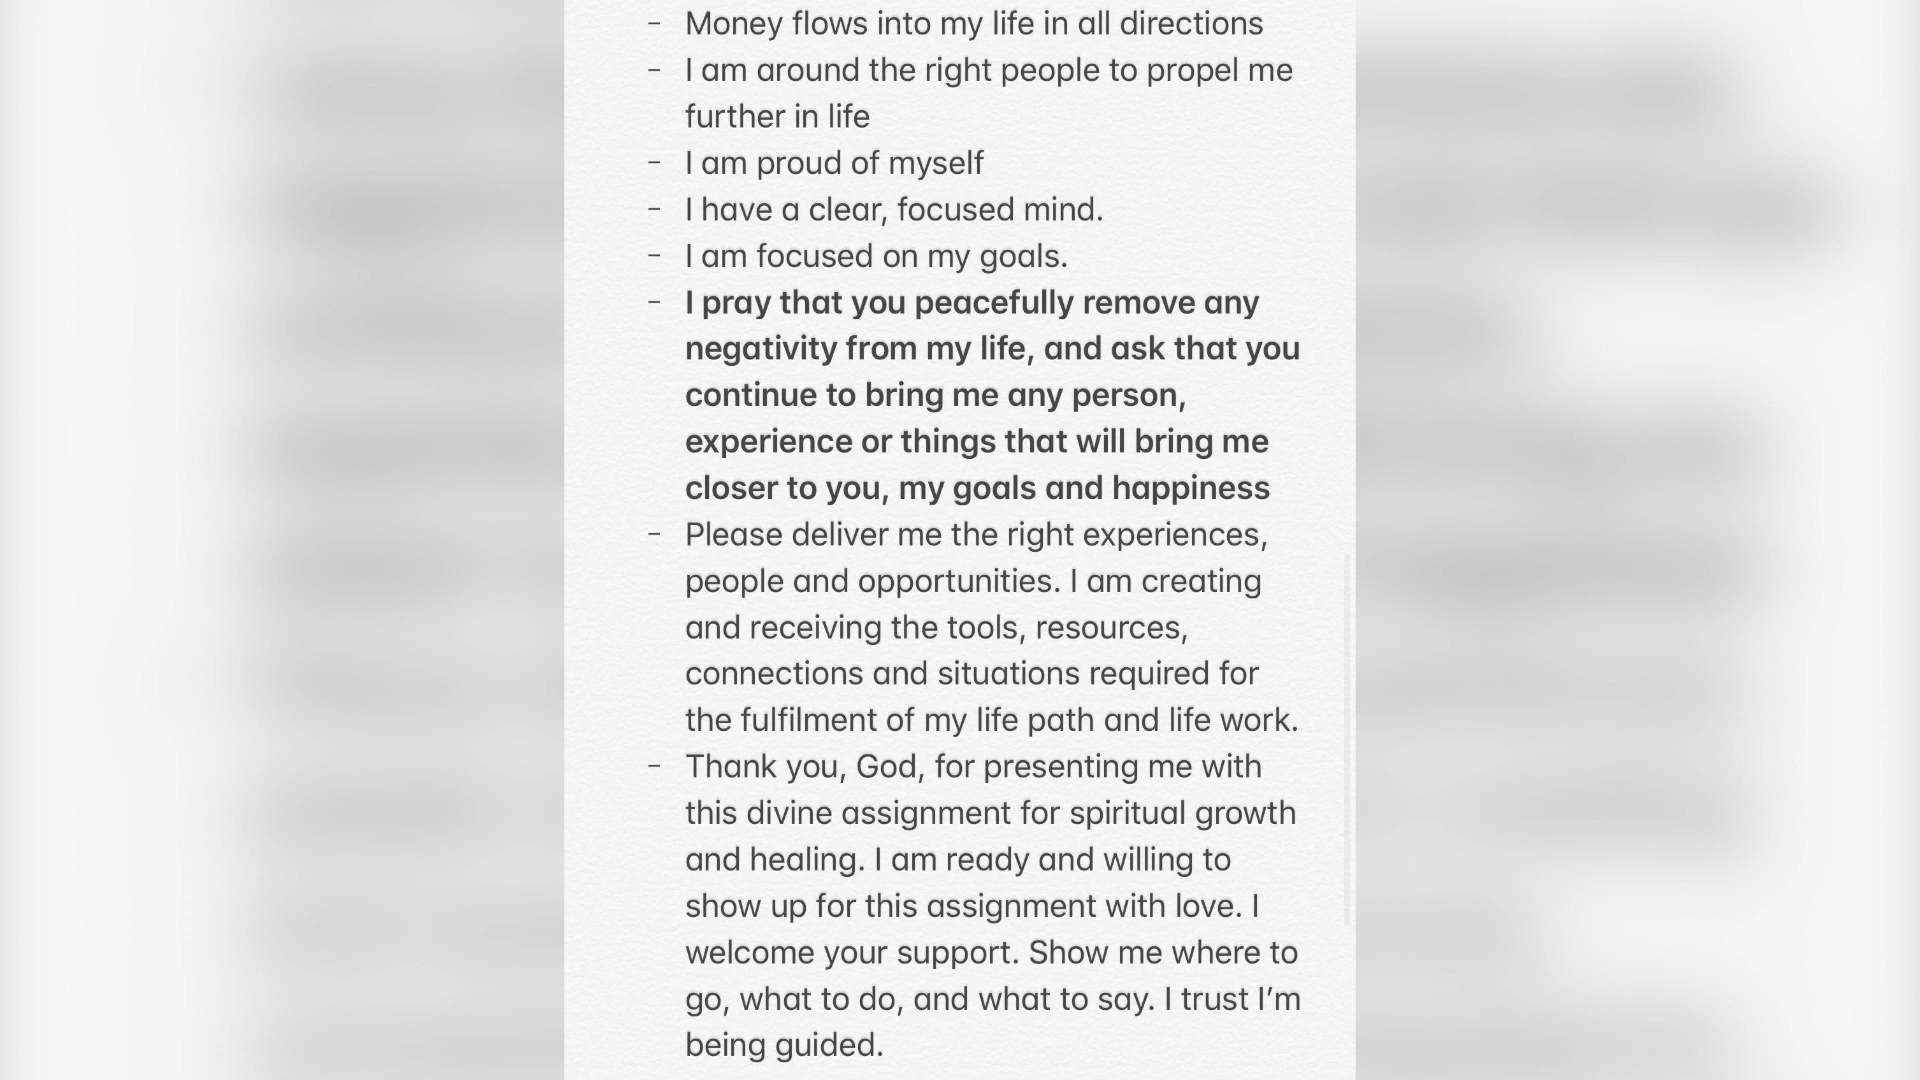 - Money flows into my life in all directions
- I am around the right people to propel me
further in life
- I am proud of myself
- I have a clear, focused mind.
- I am focused on my goals.
- I pray that you peacefully remove any
negativity from my life, and ask that you
continue to bring me any person,
experience or things that will bring me
closer to you, my goals and happiness
- Please deliver me the right experiences,
people and opportunities. I am creating
and receiving the tools, resources,
connections and situations required for
the fulfilment of my life path and life work.
- Thank you, God, for presenting me with
this divine assignment for spiritual growth
and healing. I am ready and willing to
show up for this assignment with love. I
welcome your support. Show me where to
go, what to do, and what to say. I trust I’m
being guided.